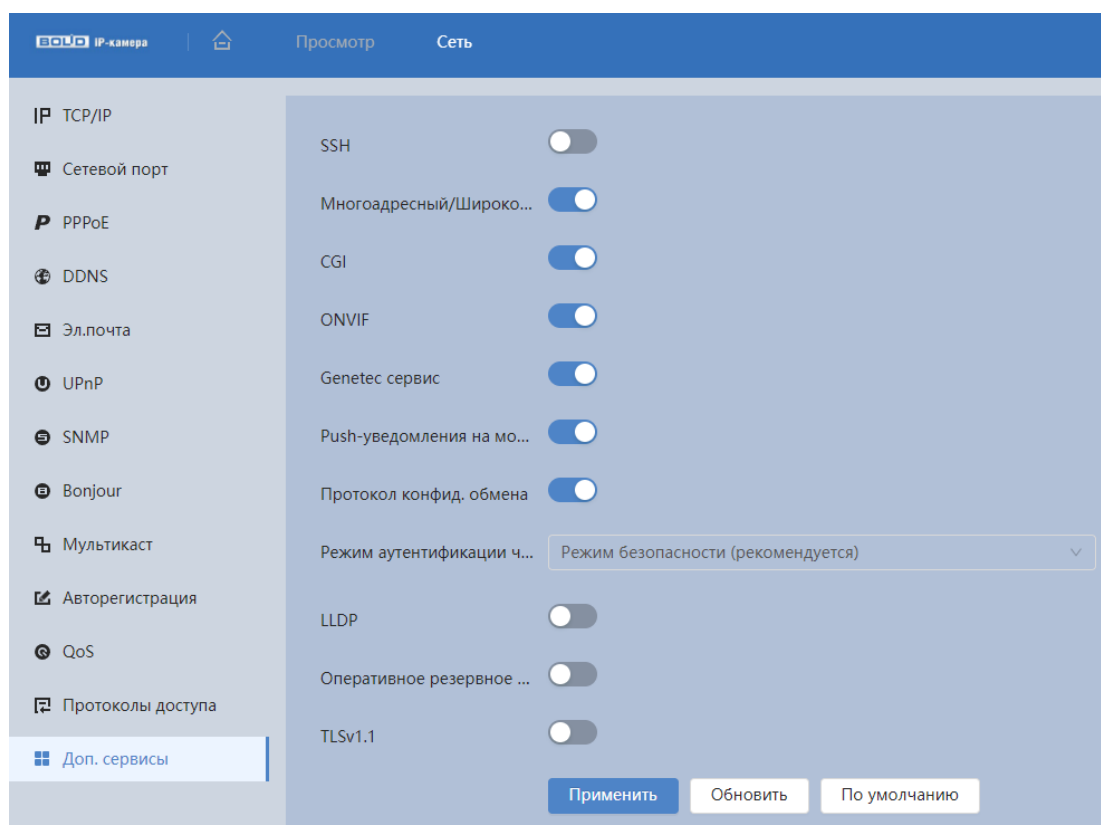 BOLID IP-камера
Просмотр
Сеть
TCP/IP
Сетевой порт
PPPoE
DDNS
Эл.почта
UPnP
SNMP
Bonjour
Мультикаст
Авторегистрация
QoS
Протоколы доступа
Доп. сервисы
SSH
Многоадресный/Широко...
CGI
ONVIF
Genetec сервис
Push-уведомления на мо...
Протокол конфид. обмена
Режим аутентификации ч... Режим безопасности (рекомендуется)
LLDP
Оперативное резервное ...
TLSv1.1
Применить Обновить По умолчанию